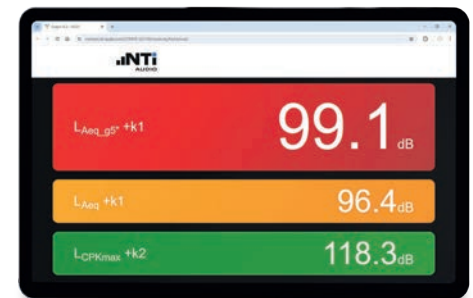 NTi
AUDIO
LAeq_g5" +k1 99.1 dB
LAeq +k1 96.4 dB
LCPKmax +k2 118.3 dB